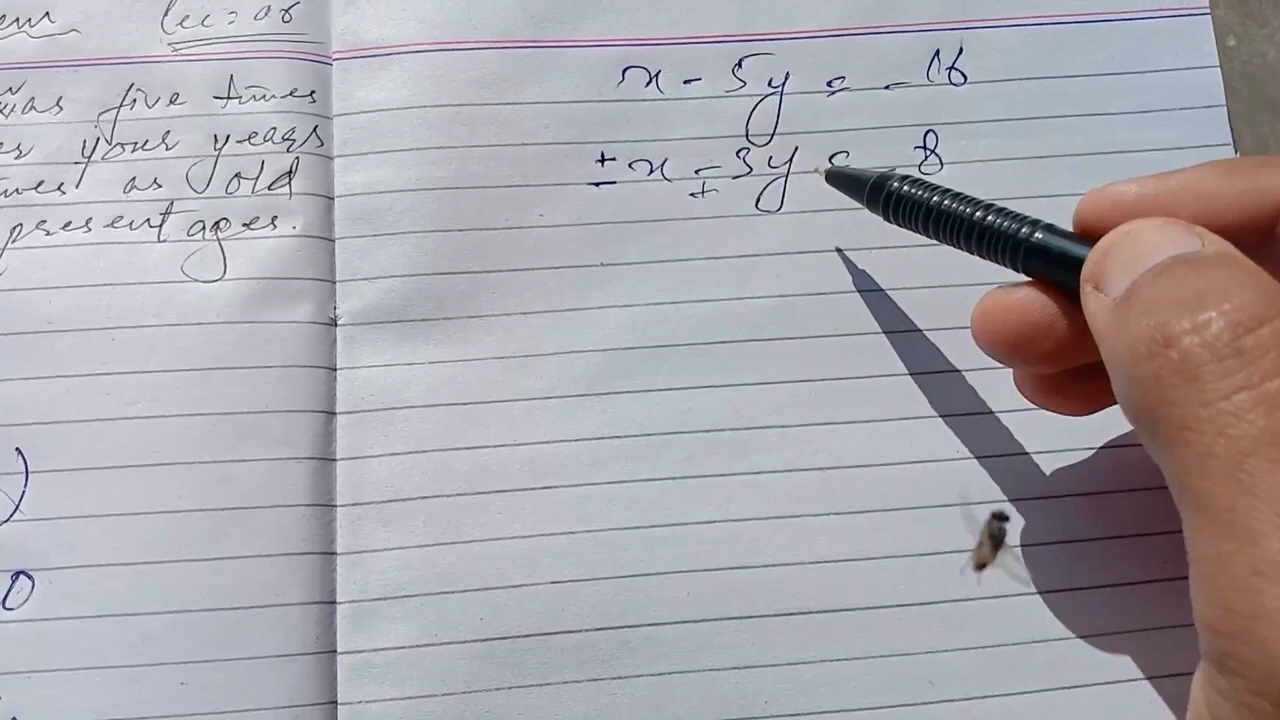 lec = 08
was five times
your years
as old
present ages.
x - 5y = -16
± x - 3y = - 8
+
)
0